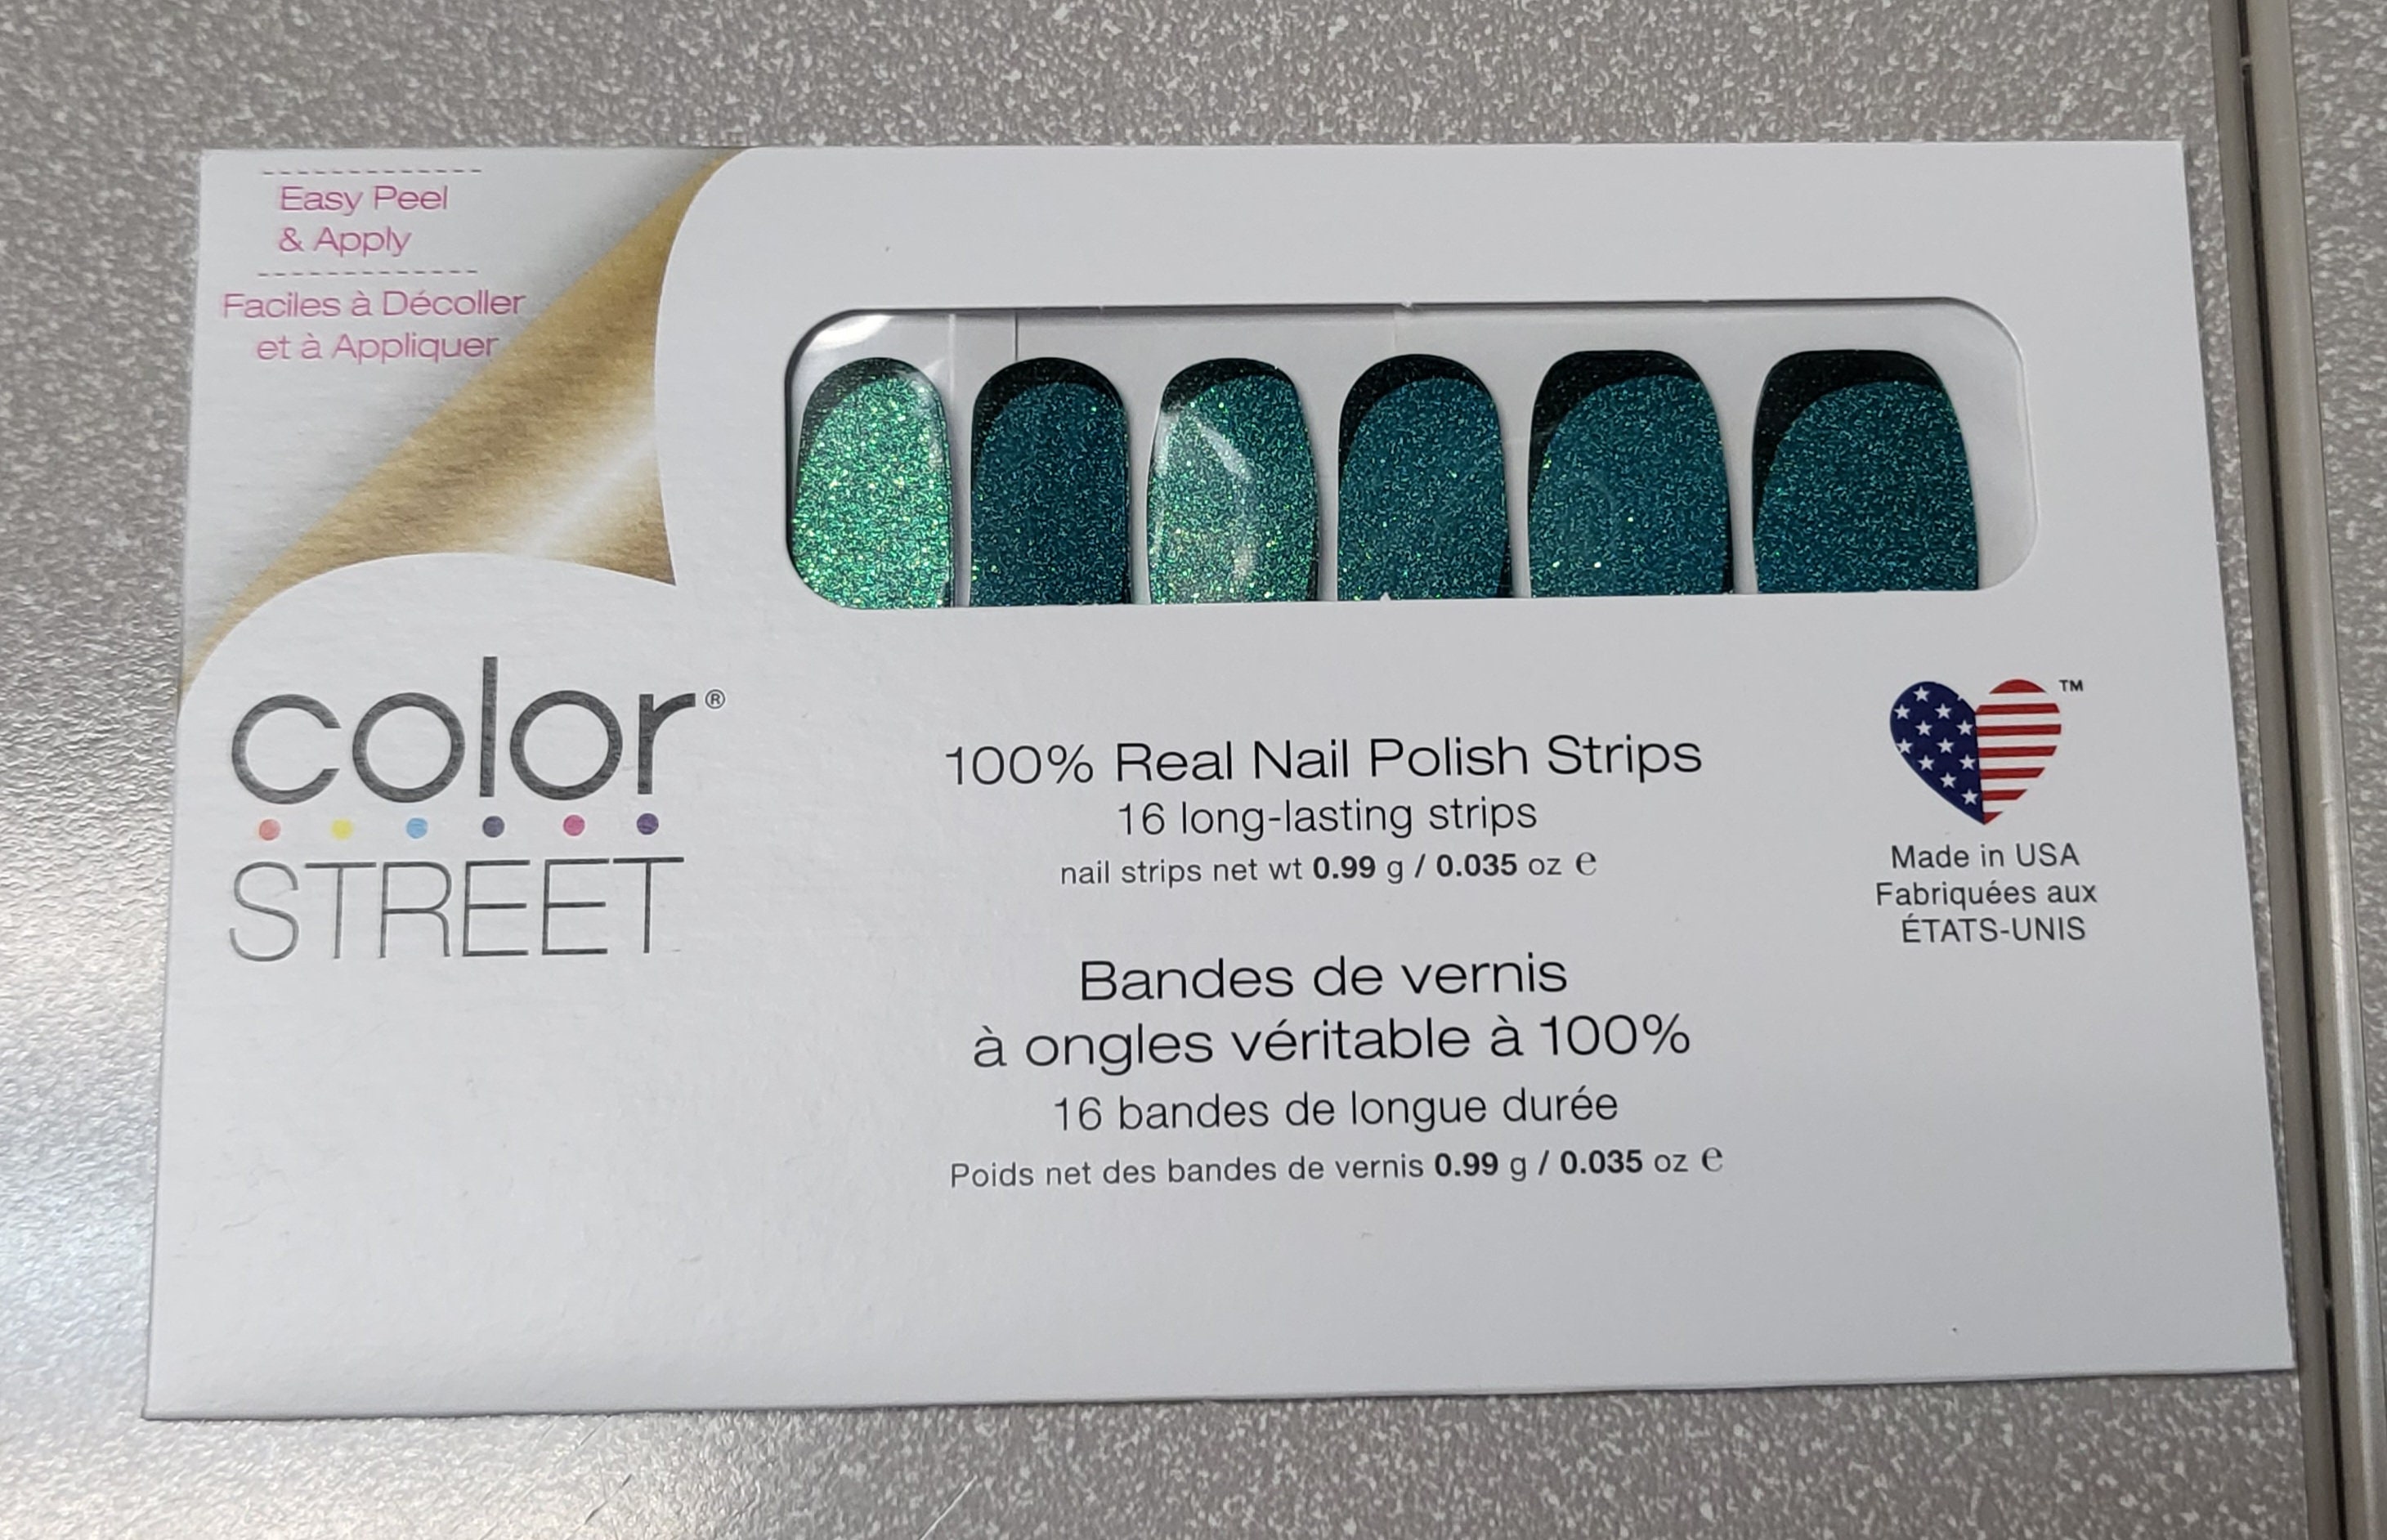 Easy Peel
& Apply
Faciles à Décoller
et à Appliquer
color®
STREET
100% Real Nail Polish Strips
16 long-lasting strips
nail strips net wt 0.99 g / 0.035 oz ℮
Bandes de vernis
à ongles véritable à 100%
16 bandes de longue durée
Poids net des bandes de vernis 0.99 g / 0.035 oz ℮
™
Made in USA
Fabriquées aux
ÉTATS-UNIS